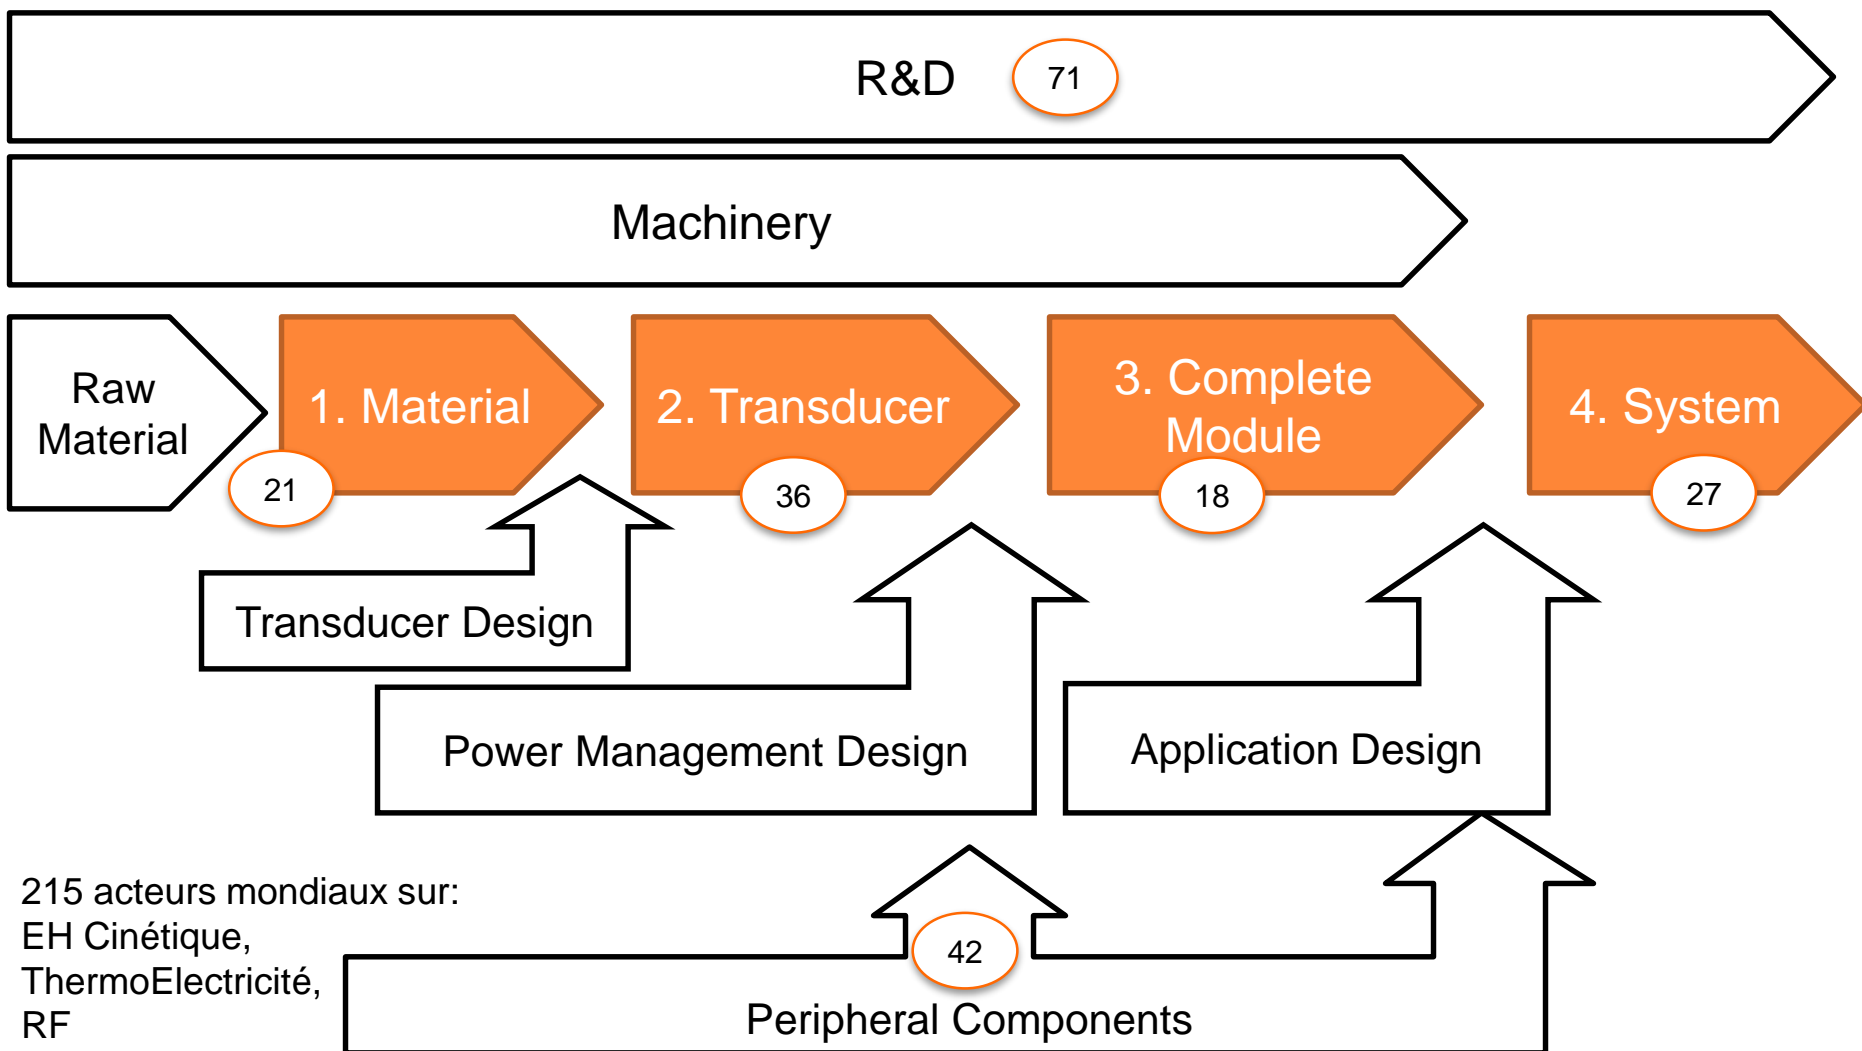 R&D 71
Machinery
Raw
Material
1. Material
21
2. Transducer
36
3. Complete
Module
18
4. System
27
Transducer Design
Power Management Design
Application Design
215 acteurs mondiaux sur:
EH Cinétique,
ThermoElectricité,
RF
42
Peripheral Components